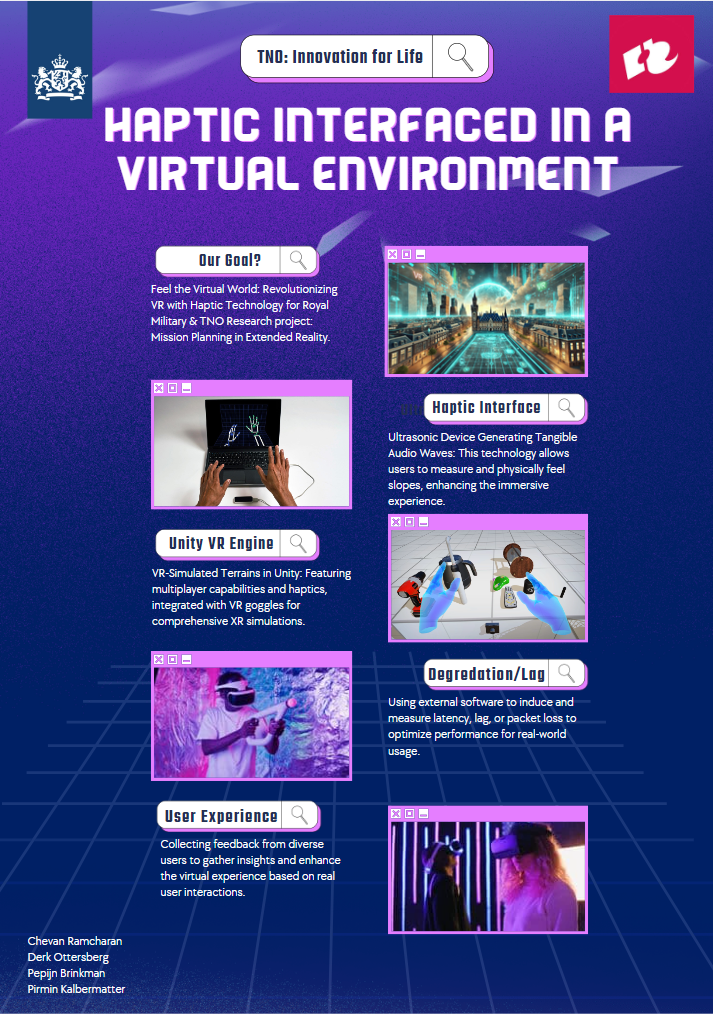 TNO: Innovation for Life
HAPTIC INTERFACED IN A
VIRTUAL ENVIRONMENT
Our Goal?
Feel the Virtual World: Revolutionizing
VR with Haptic Technology for Royal
Military & TNO Research project:
Mission Planning in Extended Reality.
Haptic Interface
Ultrasonic Device Generating Tangible
Audio Waves: This technology allows
users to measure and physically feel
slopes, enhancing the immersive
experience.
Unity VR Engine
VR-Simulated Terrains in Unity: Featuring
multiplayer capabilities and haptics,
integrated with VR goggles for
comprehensive XR simulations.
Degredation/Lag
Using external software to induce and
measure latency, lag, or packet loss to
optimize performance for real-world
usage.
User Experience
Collecting feedback from diverse
users to gather insights and enhance
the virtual experience based on real
user interactions.
Chevan Ramcharan
Derk Ottersberg
Pepijn Brinkman
Pirmin Kalbermatter